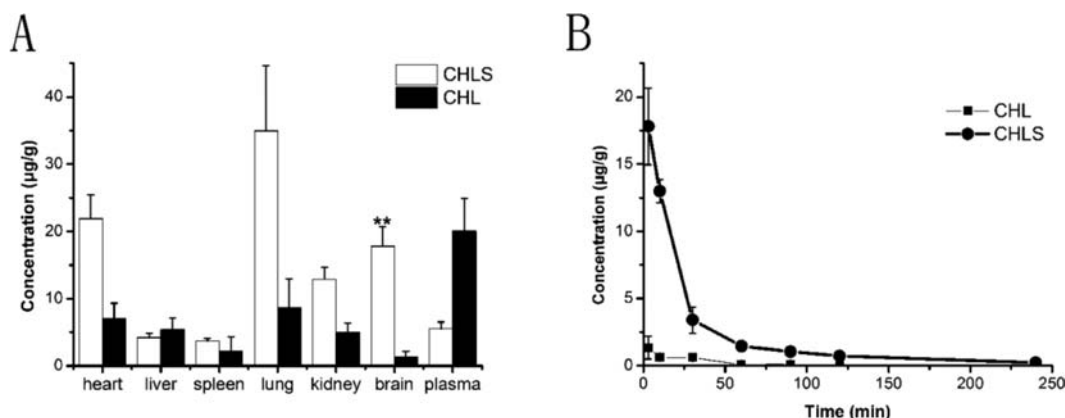 A
Concentration (µg/g)
40
30
20
10
0
CHLS
CHL
**
heart liver spleen lung kidney brain plasma
B
Concentration (µg/g)
20
15
10
5
0
CHL
CHLS
0 50 100 150 200 250
Time (min)